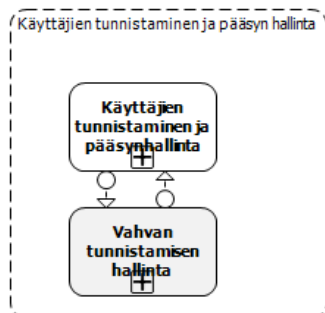 Käyttäjien tunnistaminen ja pääsyn hallinta
Käyttäjien
tunnistaminen ja
pääsynhallinta
Vahvan
tunnistamisen
hallinta